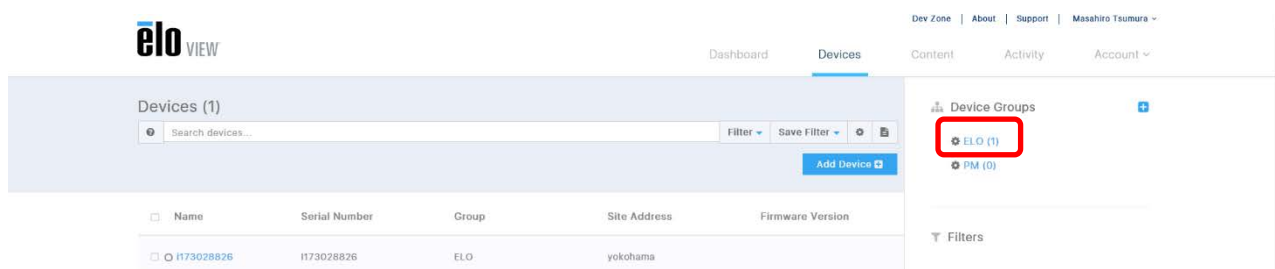 Dev Zone | About | Support | Masahiro Tsumura
ēlo VIEW
Dashboard Devices Content Activity Account
Devices (1)
Search devices...
Filter Save Filter
Add Device
Name Serial Number Group Site Address Firmware Version
i173028826 I173028826 ELO yokohama
Device Groups
ELO (1)
PM (0)
Filters